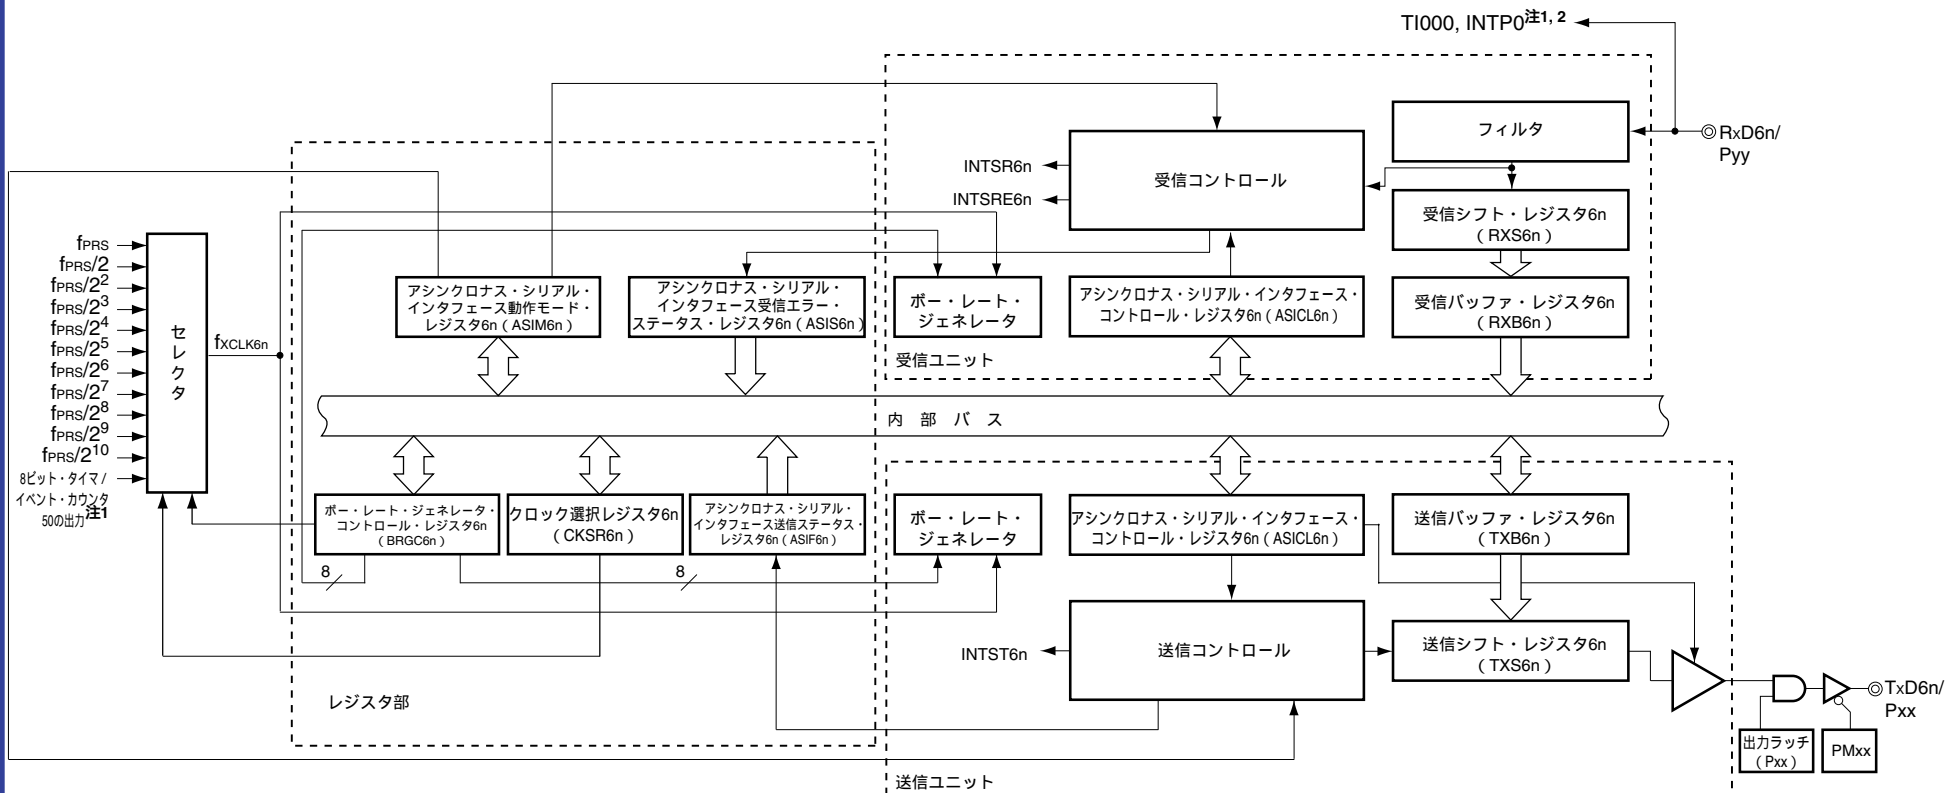 TI000, INTP0注1, 2
フィルタ
RxD6n/
Pyy
受信コントロール
INTSR6n
INTSRE6n
受信シフト・レジスタ6n
(RXS6n)
fPRS
fPRS/2
fPRS/2²
fPRS/2³
fPRS/2⁴
fPRS/2⁵
fPRS/2⁶
fPRS/2⁷
fPRS/2⁸
fPRS/2⁹
fPRS/2¹⁰
8ビット・タイマ/
イベント・カウンタ
50の出力注1
セレクタ
fXCLK6n
アシンクロナス・シリアル・
インタフェース動作モード・
レジスタ6n(ASIM6n)
アシンクロナス・シリアル・
インタフェース受信エラー・
ステータス・レジスタ6n(ASIS6n)
ボー・レート・
ジェネレータ
アシンクロナス・シリアル・インタフェース・
コントロール・レジスタ6n(ASICL6n)
受信バッファ・レジスタ6n
(RXB6n)
受信ユニット
内 部 バ ス
ボー・レート・ジェネレータ・
コントロール・レジスタ6n
(BRGC6n)
クロック選択レジスタ6n
(CKSR6n)
アシンクロナス・シリアル・
インタフェース送信ステータス・
レジスタ6n(ASIF6n)
ボー・レート・
ジェネレータ
アシンクロナス・シリアル・インタフェース・
コントロール・レジスタ6n(ASICL6n)
送信バッファ・レジスタ6n
(TXB6n)
8
8
INTST6n
送信コントロール
送信シフト・レジスタ6n
(TXS6n)
TxD6n/
Pxx
出力ラッチ
(Pxx)
PMxx
レジスタ部
送信ユニット